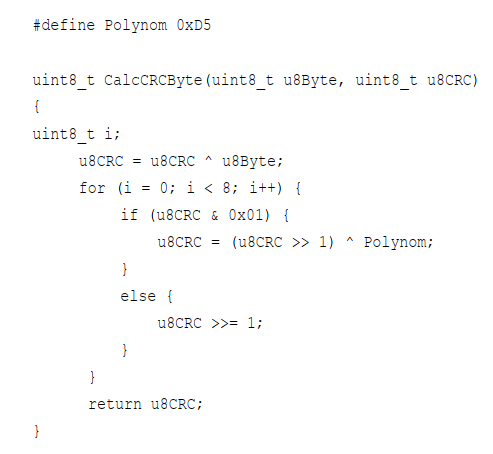 #define Polynom 0xD5
uint8_t CalcCRCByte(uint8_t u8Byte, uint8_t u8CRC)
{
uint8_t i;
u8CRC = u8CRC ^ u8Byte;
for (i = 0; i < 8; i++) {
if (u8CRC & 0x01) {
u8CRC = (u8CRC >> 1) ^ Polynom;
}
else {
u8CRC >>= 1;
}
}
return u8CRC;
}